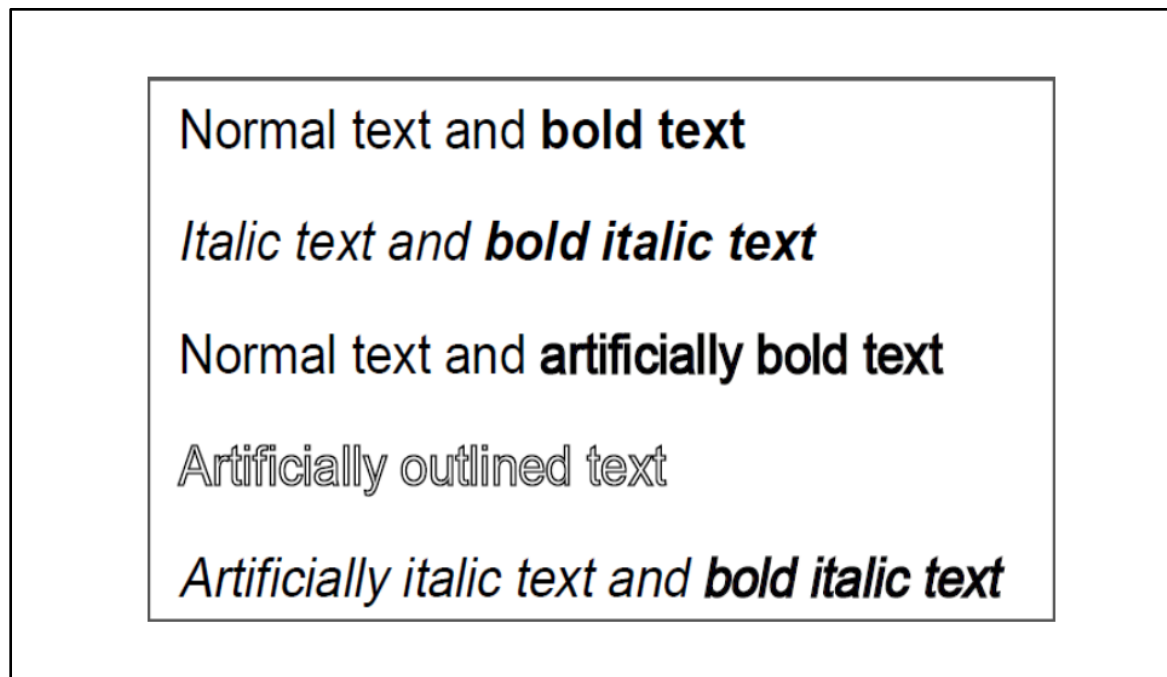 Normal text and bold text
Italic text and bold italic text
Normal text and artificially bold text
Artificially outlined text
Artificially italic text and bold italic text